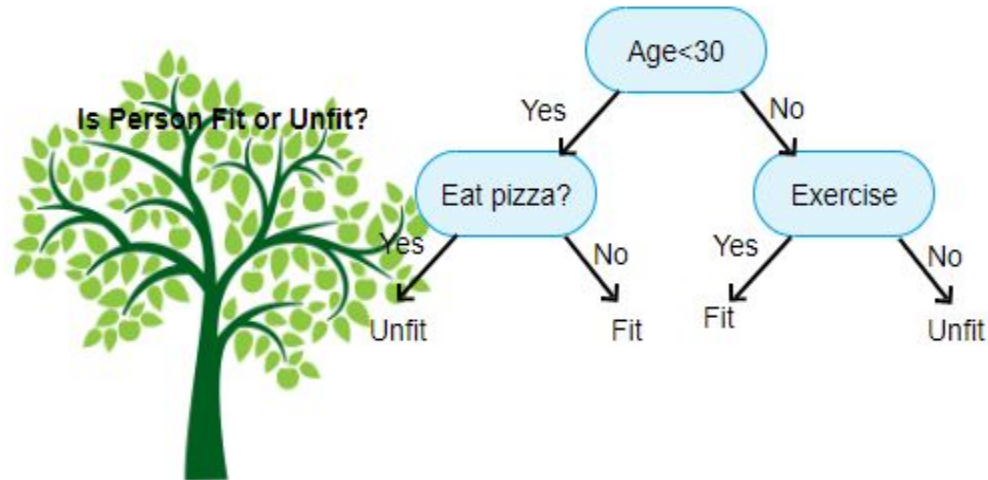 Age<30
Is Person Fit or Unfit?
Yes
No
Eat pizza?
Exercise
Yes
No
Yes
No
Unfit
Fit
Fit
Unfit